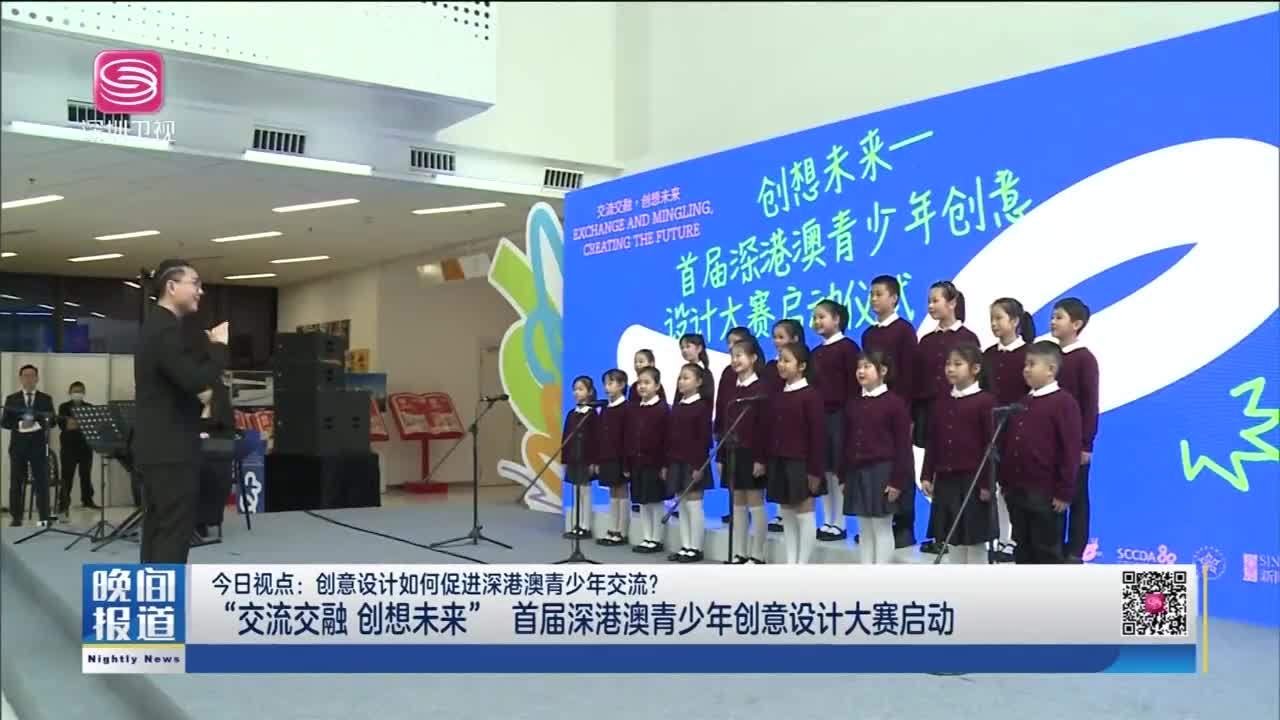 深圳卫视
交流交融，创想未来
EXCHANGE AND MINGLING,
CREATING THE FUTURE
创想未来—
首届深港澳青少年创意
设计大赛启动仪式
SCCDA
晚间
报道
Nightly News
今日视点：创意设计如何促进深港澳青少年交流？
“交流交融 创想未来” 首届深港澳青少年创意设计大赛启动